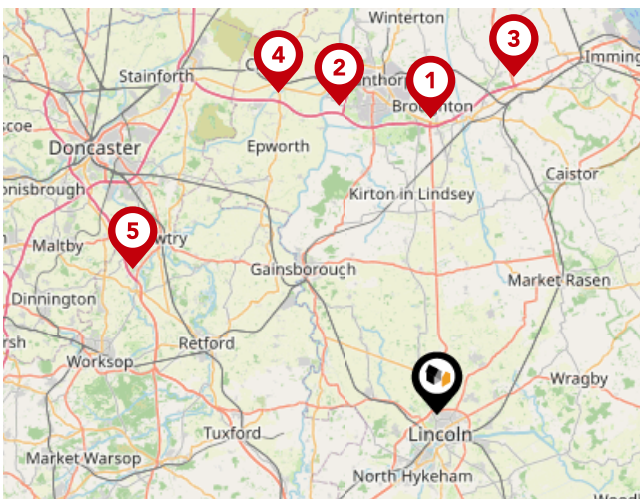 Winterton
3
4
Stainforth
C
2
Imming
nthorp
1
Broughton
scoe
Doncaster
Epworth
onisbrough
Caistor
Kirton in Lindsey
5
wtry
Maltby
Gainsborough
Dinnington
Market Rasen
rsh
Worksop
Retford
Wragby
Tuxford
Lincoln
Market Warsop
North Hykeham